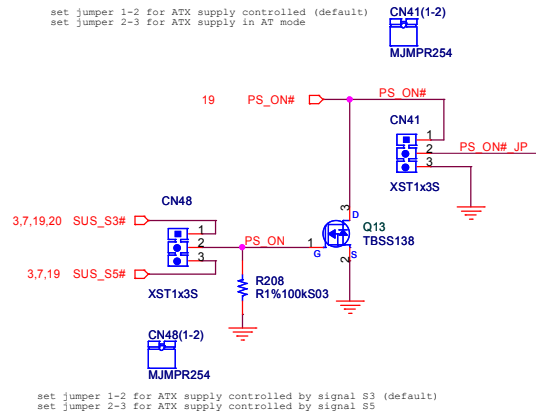 set jumper 1-2 for ATX supply controlled (default)
set jumper 2-3 for ATX supply in AT mode
CN41(1-2)
MJMPR254
19 PS_ON#
PS_ON#
CN41
1
2
3
PS_ON#_JP
XST1x3S
CN48
3,7,19,20 SUS_S3#
1
2
3
PS_ON
3,7,19 SUS_S5#
XST1x3S
3
D
1
G
S
2
Q13
TBSS138
R208
R1%100kS03
CN48(1-2)
MJMPR254
set jumper 1-2 for ATX supply controlled by signal S3 (default)
set jumper 2-3 for ATX supply controlled by signal S5